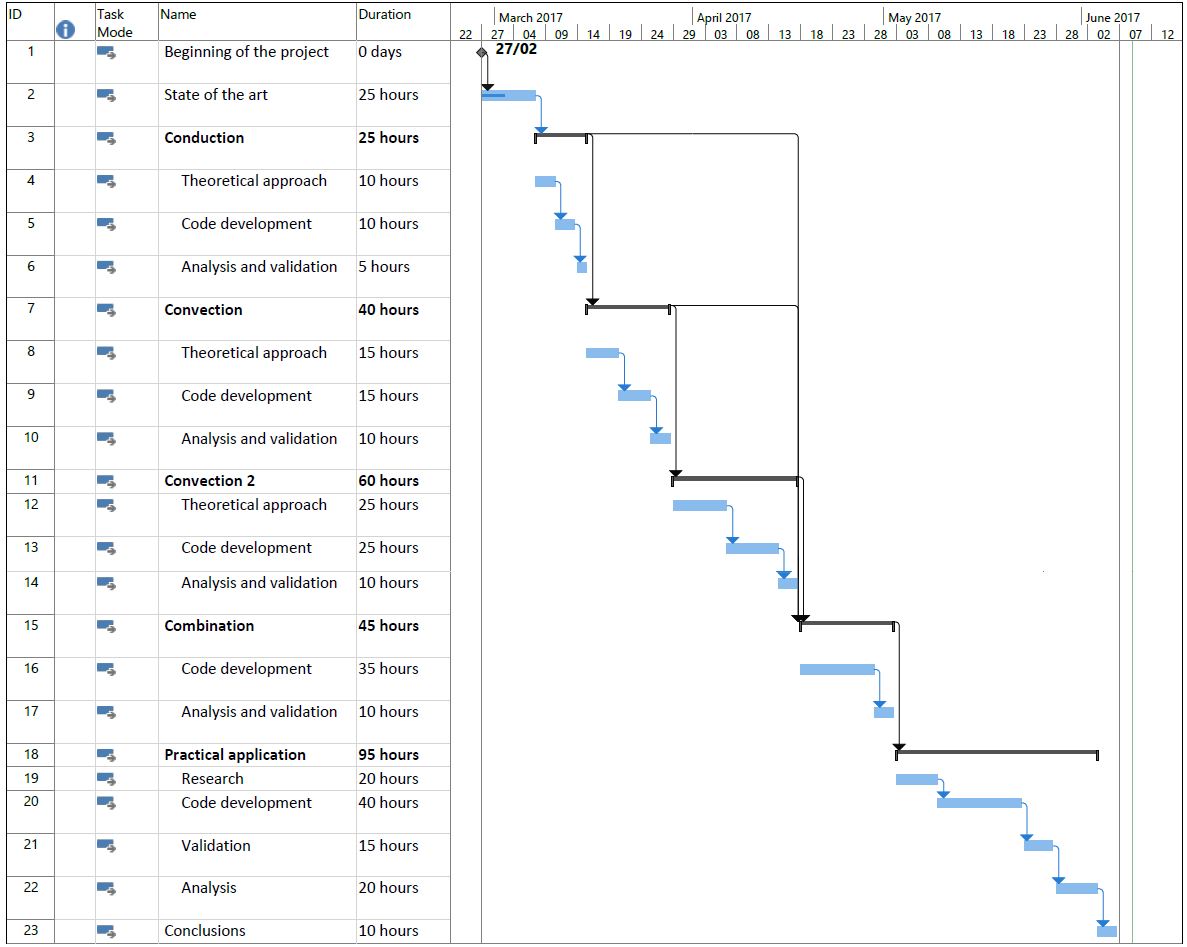 ID Task Mode Name Duration
March 2017 April 2017 May 2017 June 2017
22 27 04 09 14 19 24 29 03 08 13 18 23 28 03 08 13 18 23 28 02 07 12
1 Beginning of the project 0 days 27/02
2 State of the art 25 hours
3 Conduction 25 hours
4 Theoretical approach 10 hours
5 Code development 10 hours
6 Analysis and validation 5 hours
7 Convection 40 hours
8 Theoretical approach 15 hours
9 Code development 15 hours
10 Analysis and validation 10 hours
11 Convection 2 60 hours
12 Theoretical approach 25 hours
13 Code development 25 hours
14 Analysis and validation 10 hours
15 Combination 45 hours
16 Code development 35 hours
17 Analysis and validation 10 hours
18 Practical application 95 hours
19 Research 20 hours
20 Code development 40 hours
21 Validation 15 hours
22 Analysis 20 hours
23 Conclusions 10 hours